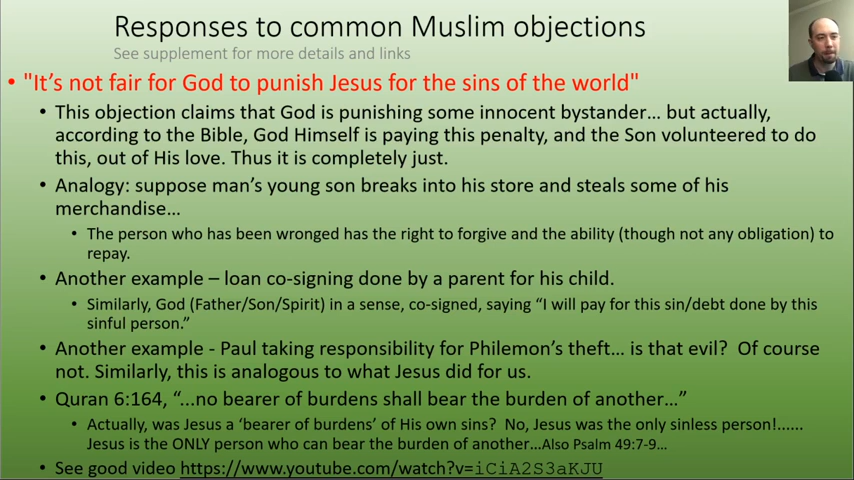 Responses to common Muslim objections
See supplement for more details and links
• "It's not fair for God to punish Jesus for the sins of the world"
• This objection claims that God is punishing some innocent bystander… but actually,
according to the Bible, God Himself is paying this penalty, and the Son volunteered to do
this, out of His love. Thus it is completely just.
• Analogy: suppose man's young son breaks into his store and steals some of his
merchandise…
• The person who has been wronged has the right to forgive and the ability (though not any obligation) to
repay.
• Another example – loan co-signing done by a parent for his child.
• Similarly, God (Father/Son/Spirit) in a sense, co-signed, saying "I will pay for this sin/debt done by this
sinful person."
• Another example - Paul taking responsibility for Philemon's theft… is that evil? Of course
not. Similarly, this is analogous to what Jesus did for us.
• Quran 6:164, "…no bearer of burdens shall bear the burden of another…"
• Actually, was Jesus a 'bearer of burdens' of His own sins? No, Jesus was the only sinless person!......
Jesus is the ONLY person who can bear the burden of another…Also Psalm 49:7-9…
• See good video https://www.youtube.com/watch?v=iCiA2S3aKJU